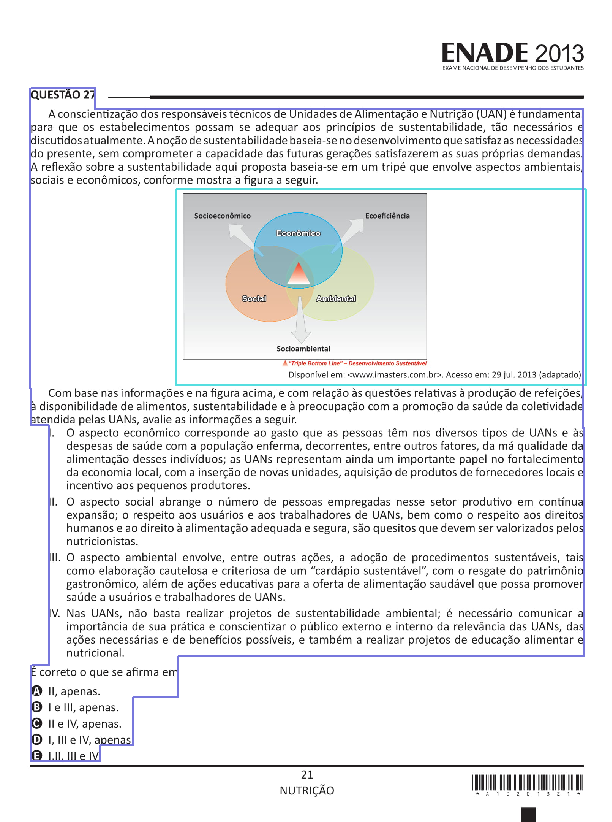 ENADE 2013
EXAME NACIONAL DE DESEMPENHO DOS ESTUDANTES
QUESTÃO 27
A conscientização dos responsáveis técnicos de Unidades de Alimentação e Nutrição (UAN) é fundamental
para que os estabelecimentos possam se adequar aos princípios de sustentabilidade, tão necessários e
discutidos atualmente. A noção de sustentabilidade baseia-se no desenvolvimento que satisfaz as necessidades
do presente, sem comprometer a capacidade das futuras gerações satisfazerem as suas próprias demandas.
A reflexão sobre a sustentabilidade aqui proposta baseia-se em um tripé que envolve aspectos ambientais,
sociais e econômicos, conforme mostra a figura a seguir.
Socioeconômico
Ecoeficiência
Econômico
Social
Ambiental
Socioambiental
"Triple Bottom Line" – Desenvolvimento Sustentável
Disponível em: <www.imasters.com.br>. Acesso em: 29 jul. 2013 (adaptado)
Com base nas informações e na figura acima, e com relação às questões relativas à produção de refeições,
à disponibilidade de alimentos, sustentabilidade e à preocupação com a promoção da saúde da coletividade
atendida pelas UANs, avalie as informações a seguir.
I. O aspecto econômico corresponde ao gasto que as pessoas têm nos diversos tipos de UANs e às
despesas de saúde com a população enferma, decorrentes, entre outros fatores, da má qualidade da
alimentação desses indivíduos; as UANs representam ainda um importante papel no fortalecimento
da economia local, com a inserção de novas unidades, aquisição de produtos de fornecedores locais e
incentivo aos pequenos produtores.
II. O aspecto social abrange o número de pessoas empregadas nesse setor produtivo em contínua
expansão; o respeito aos usuários e aos trabalhadores de UANs, bem como o respeito aos direitos
humanos e ao direito à alimentação adequada e segura, são quesitos que devem ser valorizados pelos
nutricionistas.
III. O aspecto ambiental envolve, entre outras ações, a adoção de procedimentos sustentáveis, tais
como elaboração cautelosa e criteriosa de um "cardápio sustentável", com o resgate do patrimônio
gastronômico, além de ações educativas para a oferta de alimentação saudável que possa promover
saúde a usuários e trabalhadores de UANs.
IV. Nas UANs, não basta realizar projetos de sustentabilidade ambiental; é necessário comunicar a
importância de sua prática e conscientizar o público externo e interno da relevância das UANs, das
ações necessárias e de benefícios possíveis, e também a realizar projetos de educação alimentar e
nutricional.
É correto o que se afirma em
A II, apenas.
B I e III, apenas.
C II e IV, apenas.
D I, III e IV, apenas.
E I,II, III e IV.
21
NUTRIÇÃO